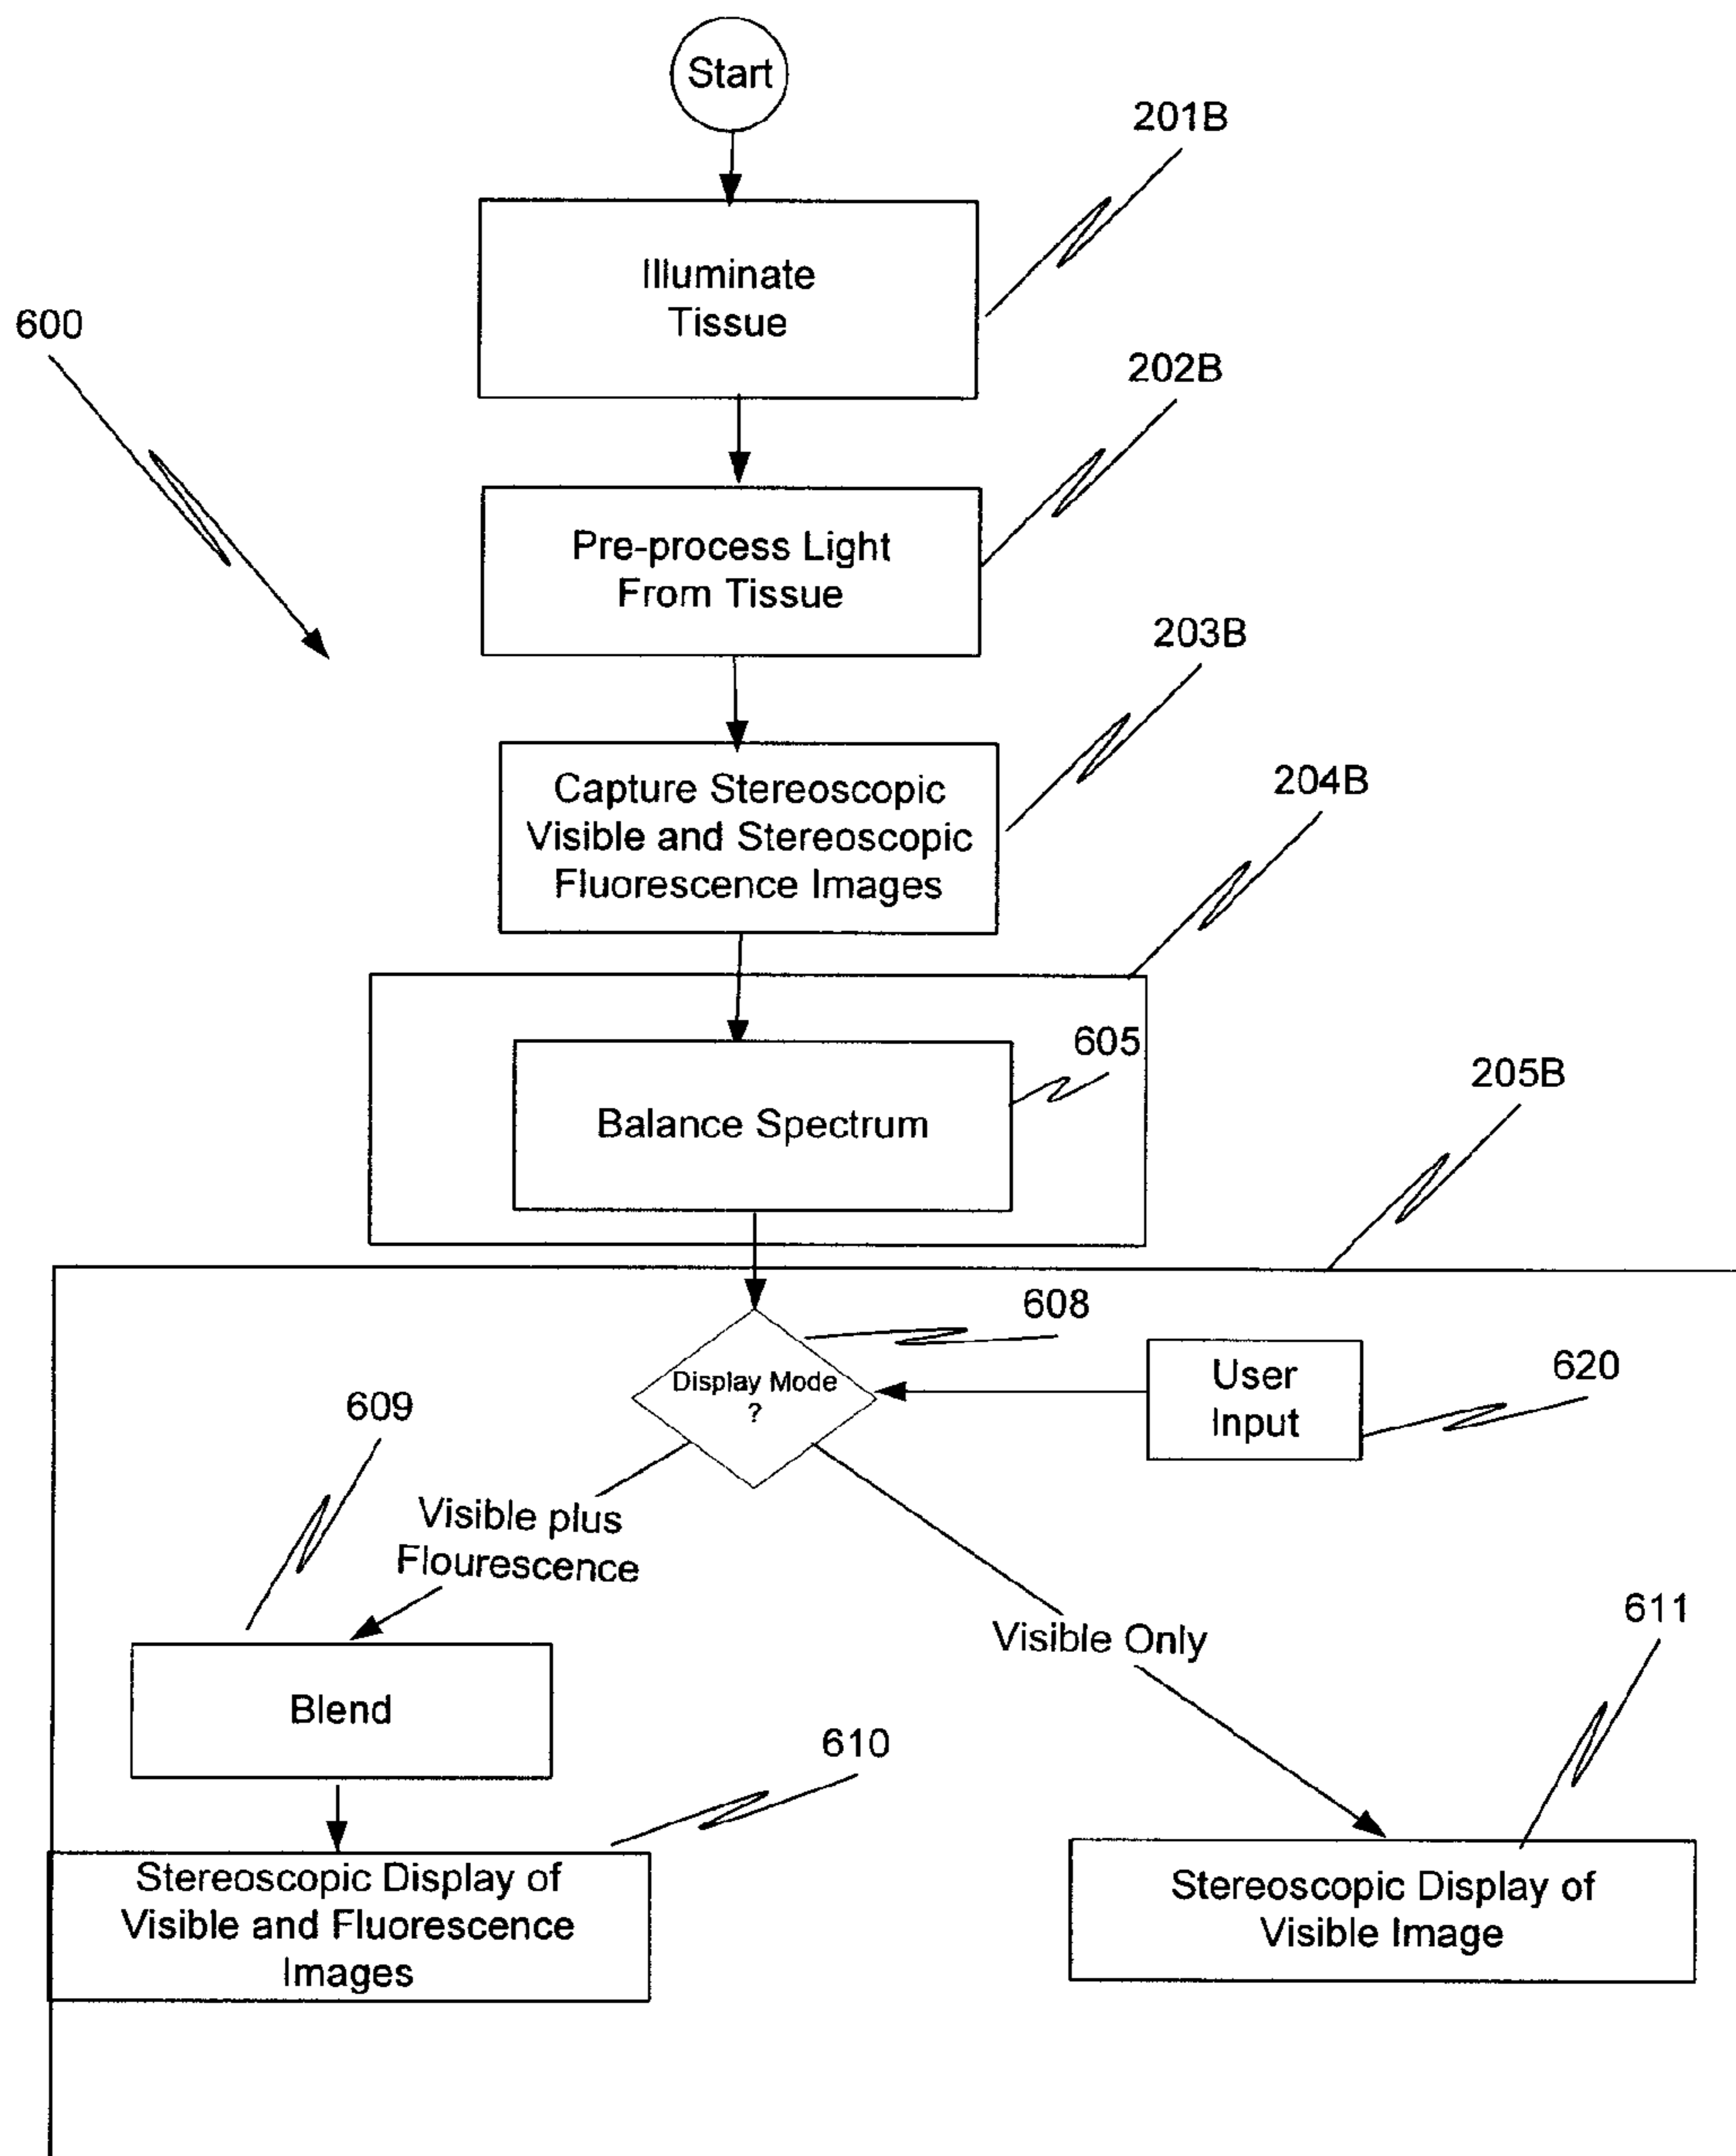 Start
201B
Illuminate
Tissue
600
202B
Pre-process Light
From Tissue
203B
Capture Stereoscopic
Visible and Stereoscopic
Fluorescence Images
204B
605
Balance Spectrum
205B
608
Display Mode
?
User
Input
620
609
Visible plus
Flourescence
Visible Only
611
Blend
610
Stereoscopic Display of
Visible and Fluorescence
Images
Stereoscopic Display of
Visible Image